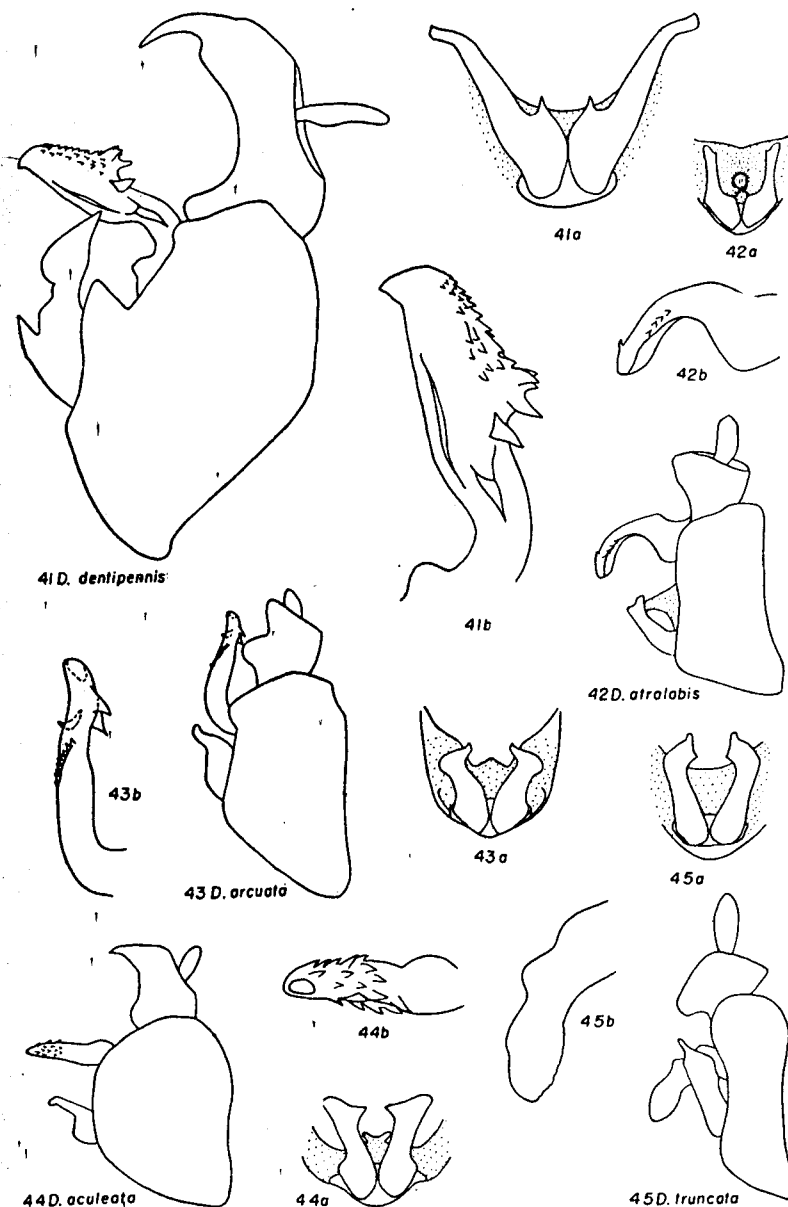 41a
42a
42b
41 D. dentipennis
41b
42 D. atralobis
43b
43 D. arcuata
43a
45a
44b
45b
44 D. aculeata
44a
45 D. truncata